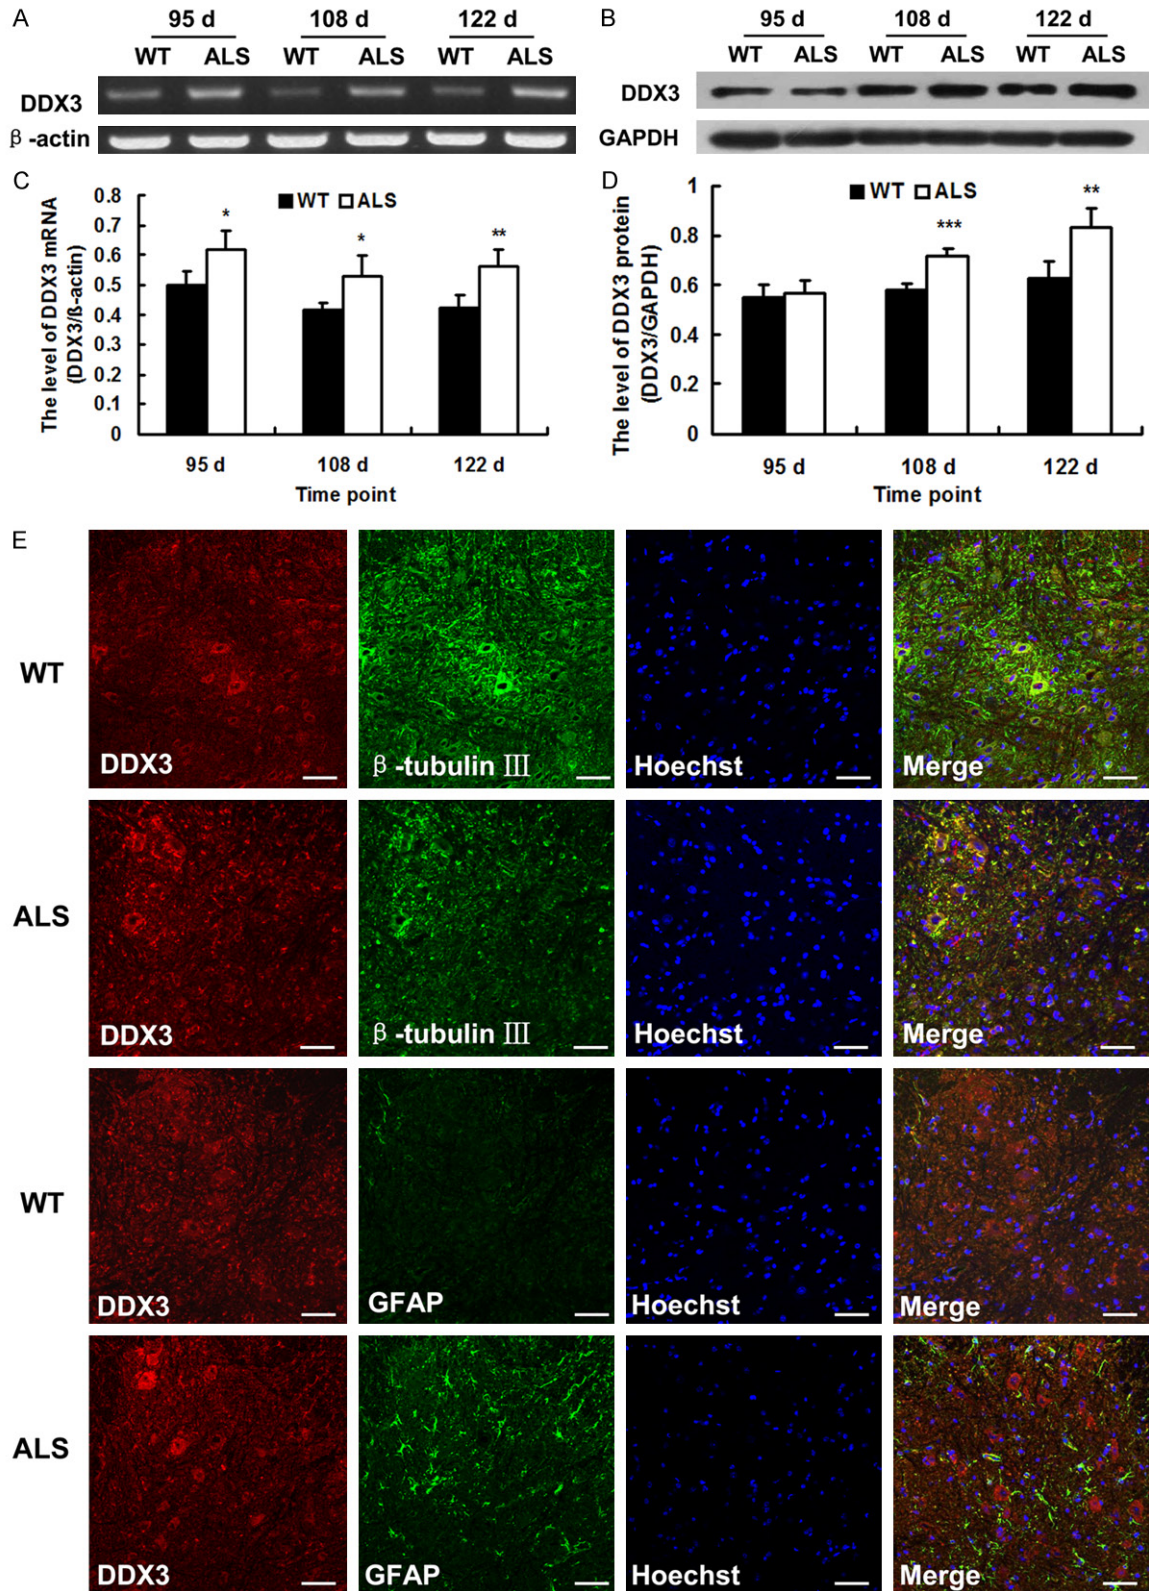 A
95 d 108 d 122 d
WT ALS WT ALS WT ALS
DDX3
β-actin
B
95 d 108 d 122 d
WT ALS WT ALS WT ALS
DDX3
GAPDH
C
The level of DDX3 mRNA
(DDX3/ß-actin)
WT ALS
0.8
0.7
0.6
0.5
0.4
0.3
0.2
0.1
0
* * **
95 d 108 d 122 d
Time point
D
The level of DDX3 protein
(DDX3/GAPDH)
WT ALS
1
0.8
0.6
0.4
0.2
0
*** **
95 d 108 d 122 d
Time point
E
WT
DDX3 β-tubulin III Hoechst Merge
ALS
DDX3 β-tubulin III Hoechst Merge
WT
DDX3 GFAP Hoechst Merge
ALS
DDX3 GFAP Hoechst Merge